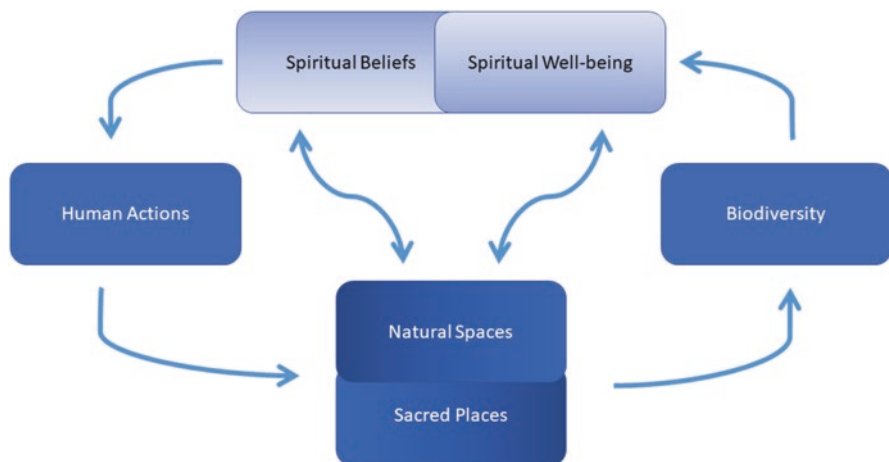 Spiritual Beliefs
Spiritual Well-being
Human Actions
Biodiversity
Natural Spaces
Sacred Places